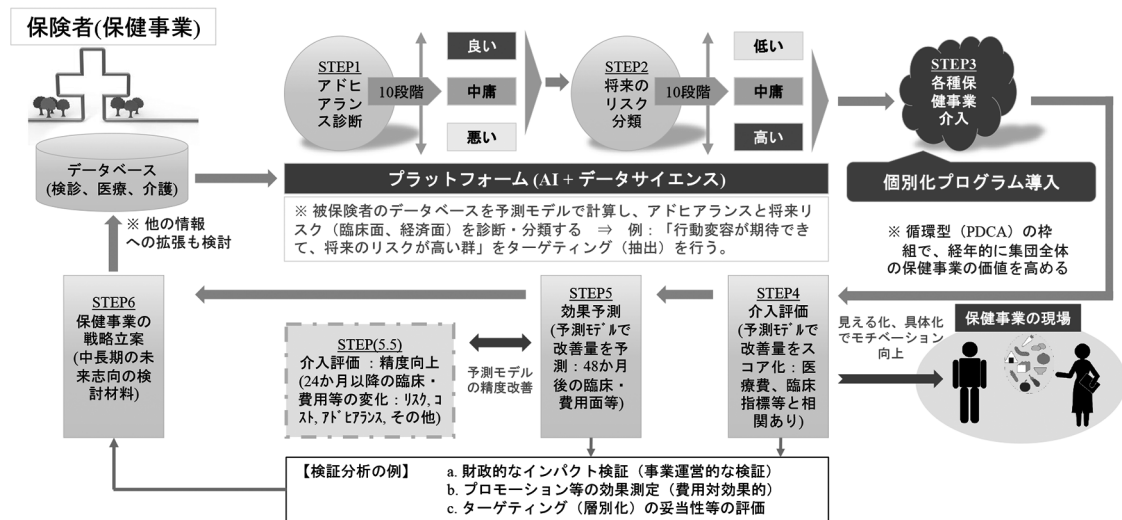 保険者(保健事業)
STEP1
アドヒ
アラン
ス診断
10段階
良い
中庸
悪い
STEP2
将来の
リスク
分類
10段階
低い
中庸
高い
STEP3
各種保
健事業
介入
データベース
(検診、医療、介護)
プラットフォーム (AI + データサイエンス)
個別化プログラム導入
※ 被保険者のデータベースを予測モデルで計算し、アドヒアランスと将来リ
スク（臨床面、経済面）を診断・分類する ⇒ 例：「行動変容が期待でき
て、将来のリスクが高い群」をターゲティング（抽出）を行う。
※ 他の情報
への拡張も検討
※ 循環型（PDCA）の枠
組で、経年的に集団全体
の保健事業の価値を高める
STEP6
保健事業の
戦略立案
(中長期の未
来志向の検
討材料)
STEP(5.5)
介入評価 ：精度向上
(24か月以降の臨床・
費用等の変化：ﾘｽｸ,ｺ
ｽﾄ,ｱﾄﾞﾋｱﾗﾝｽ,その他)
予測モデル
の精度改善
STEP5
効果予測
(予測ﾓﾃﾞﾙで
改善量を予
測：48か月
後の臨床・
費用面等)
STEP4
介入評価
(予測ﾓﾃﾞﾙで
改善量をス
コア化：医
療費、臨床
指標等と相
関あり)
見える化、具体化
でモチベーション
向上
保健事業の現場
【検証分析の例】 a. 財政的なインパクト検証（事業運営的な検証）
b. プロモーション等の効果測定（費用対効果的）
c. ターゲティング（層別化）の妥当性等の評価